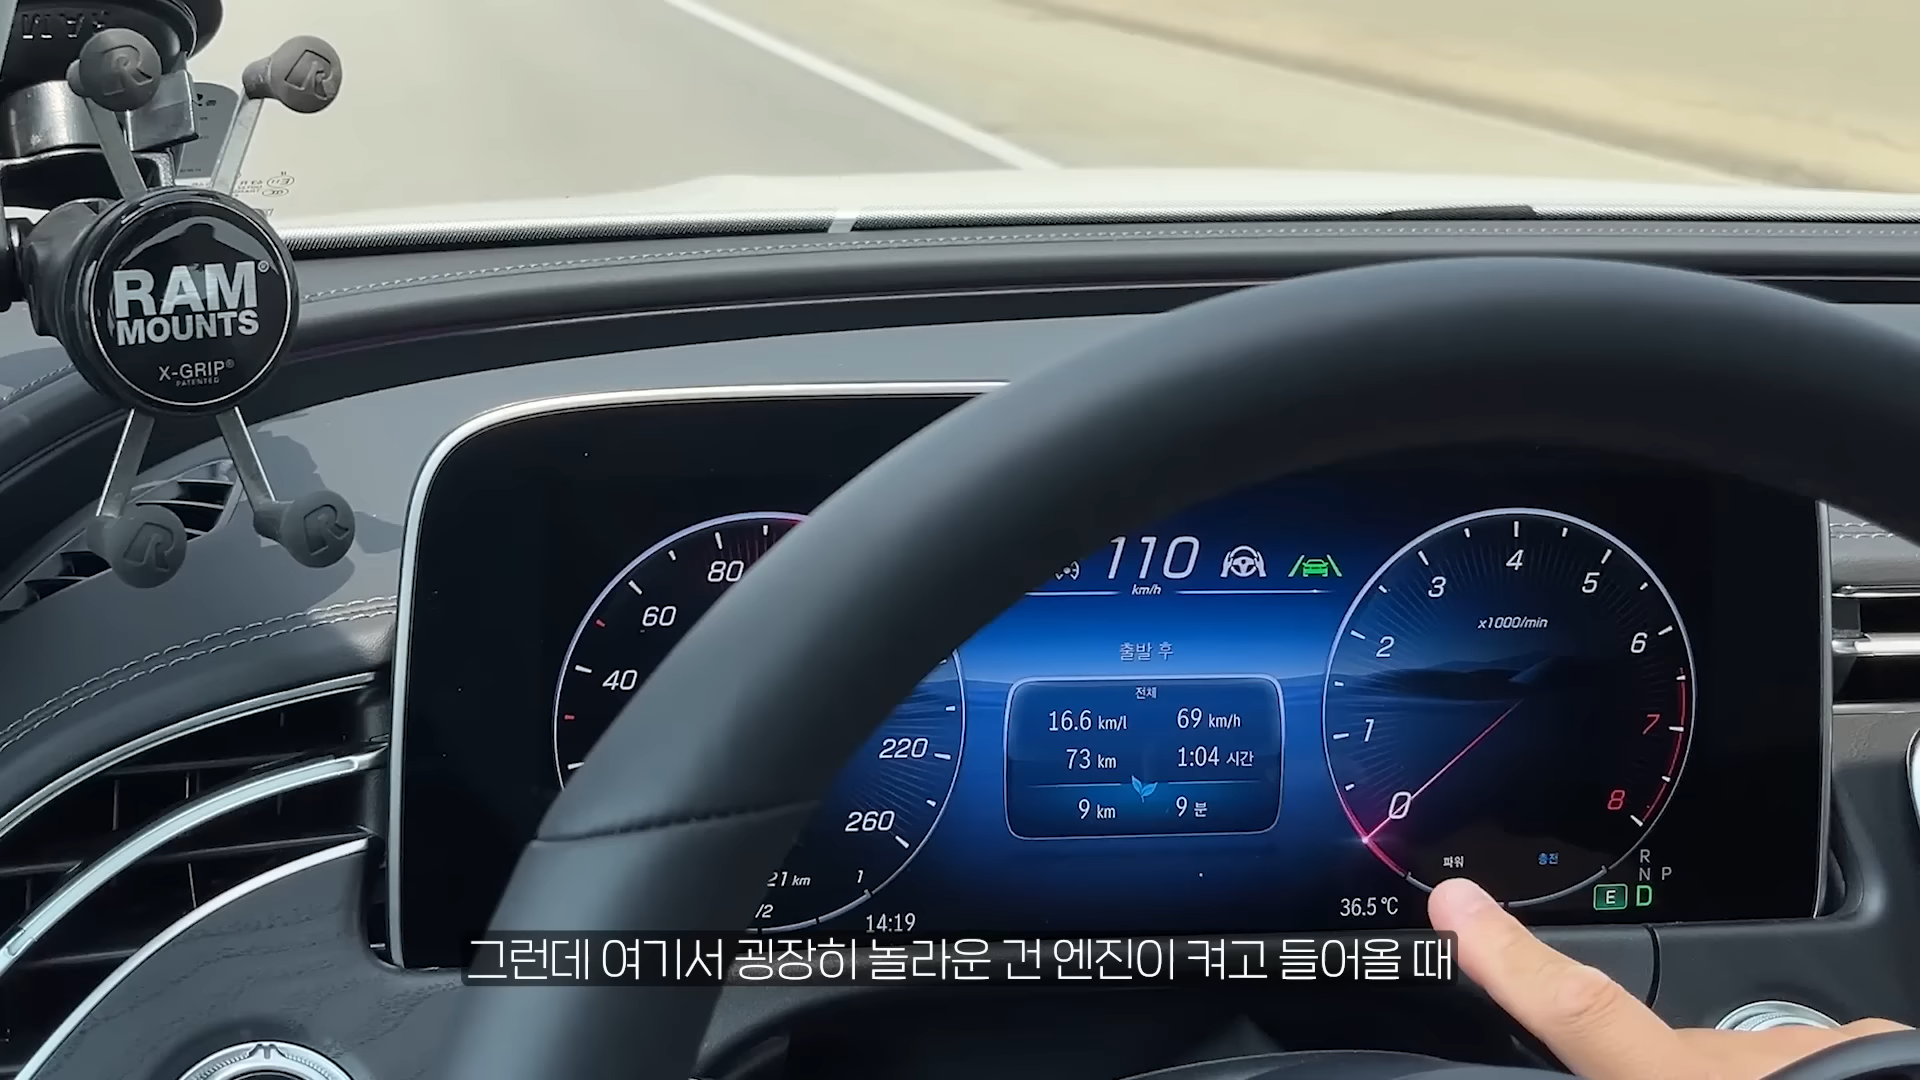 RAM®
MOUNTS
X-GRIP®
PATENTED
80
60
40
220
260
21 km
1
/2
14:19
110
km/h
출발 후
전체
16.6 km/l
69 km/h
73 km
1:04 시간
9 km
9 분
x1000/min
0
1
2
3
4
5
6
7
8
파워
충전
36.5 °C
R
N P
E D
그런데 여기서 굉장히 놀라운 건 엔진이 켜고 들어올 때